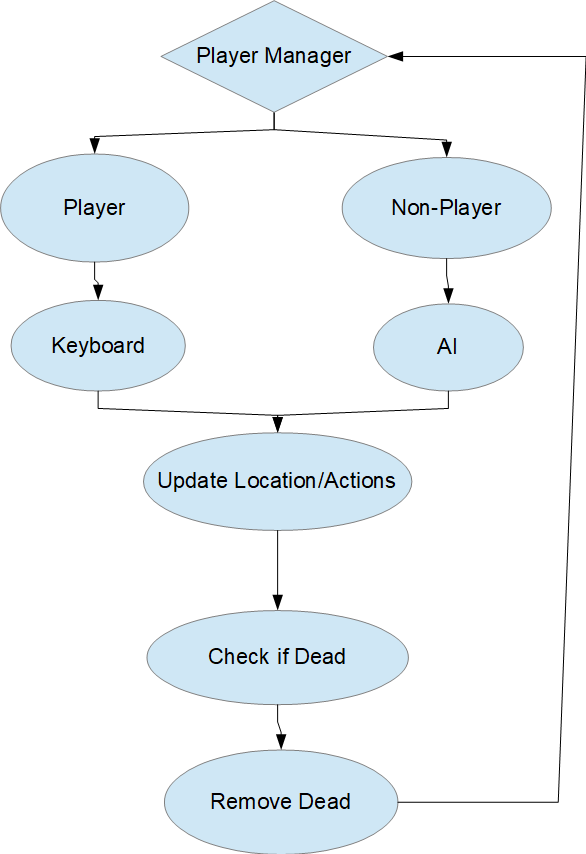 Player Manager
Player
Non-Player
Keyboard
AI
Update Location/Actions
Check if Dead
Remove Dead